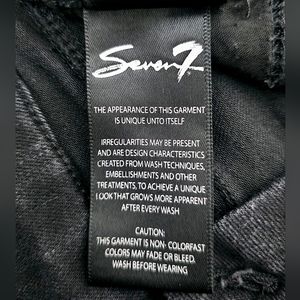 Seven7
THE APPEARANCE OF THIS GARMENT
IS UNIQUE UNTO ITSELF
IRREGULARITIES MAY BE PRESENT
AND ARE DESIGN CHARACTERISTICS
CREATED FROM WASH TECHNIQUES,
EMBELLISHMENTS AND OTHER
TREATMENTS, TO ACHIEVE A UNIQUE
LOOK THAT GROWS MORE APPARENT
AFTER EVERY WASH
CAUTION:
THIS GARMENT IS NON- COLORFAST
COLORS MAY FADE OR BLEED.
WASH BEFORE WEARING